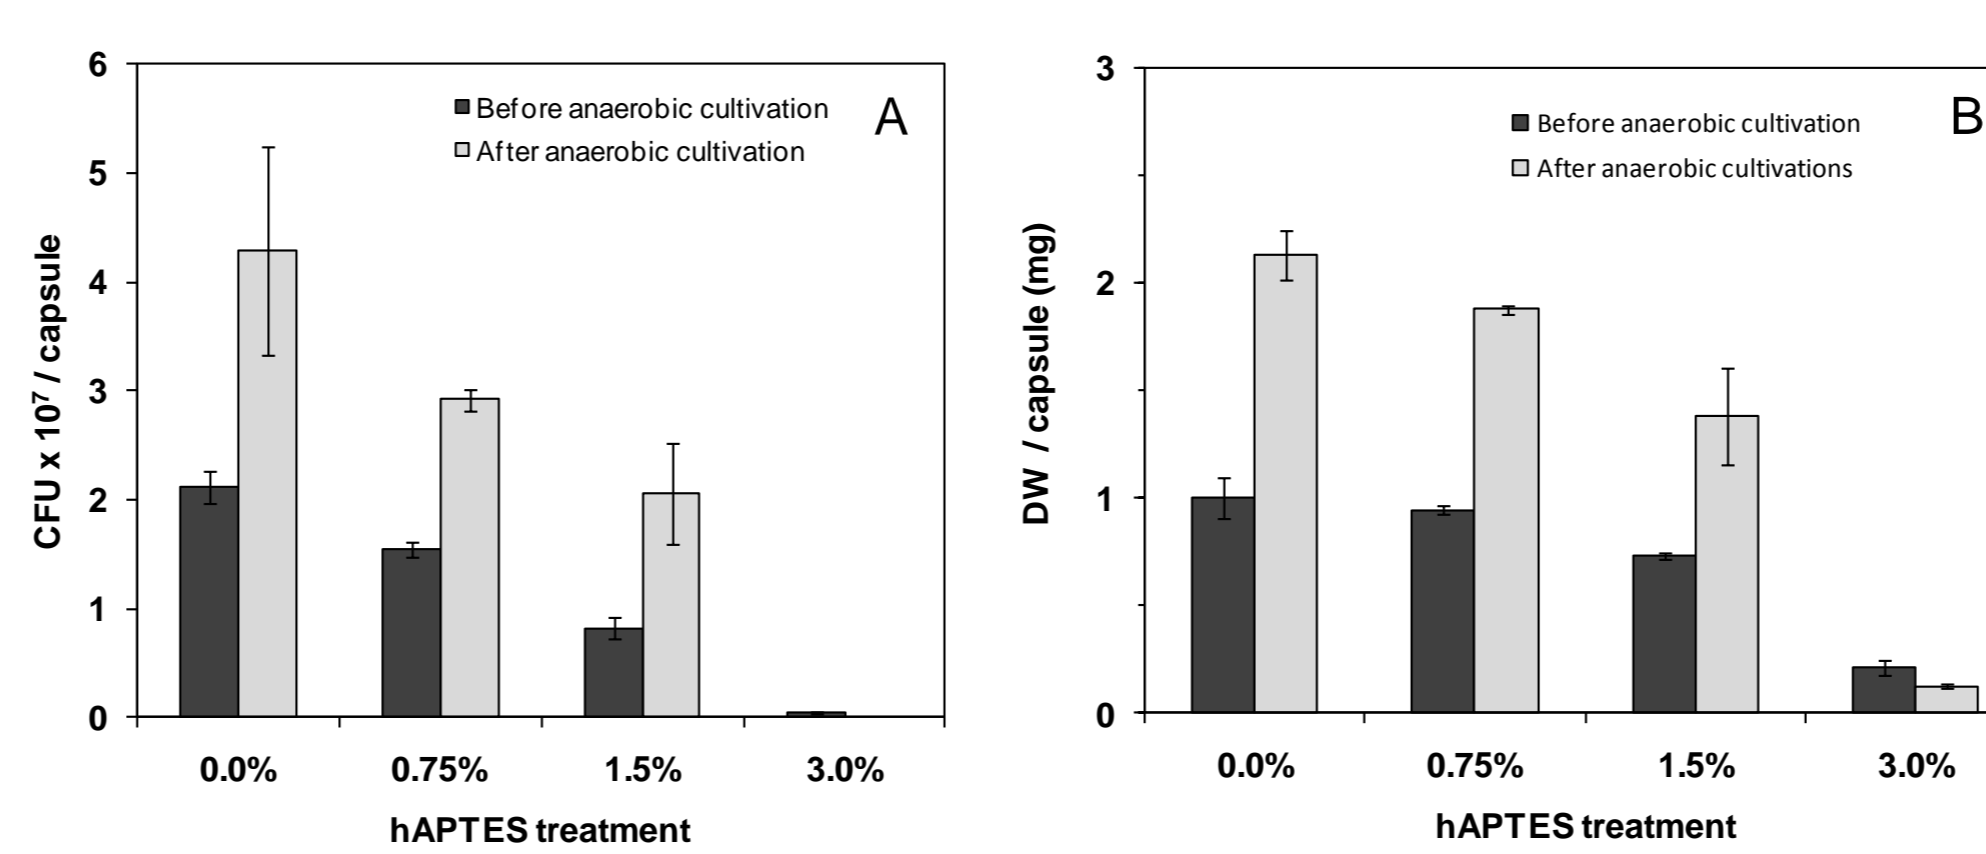 6
5
4
3
2
1
0
CFU x 10⁷ / capsule
Before anaerobic cultivation
After anaerobic cultivation
A
0.0% 0.75% 1.5% 3.0%
hAPTES treatment
3
2
1
0
DW / capsule (mg)
Before anaerobic cultivation
After anaerobic cultivations
B
0.0% 0.75% 1.5% 3.0%
hAPTES treatment